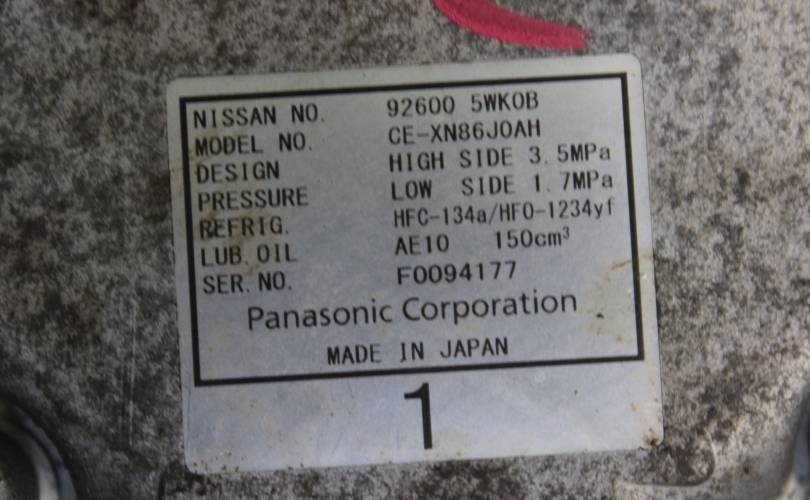 NISSAN NO. 92600 5WK0B
MODEL NO. CE-XN86J0AH
DESIGN HIGH SIDE 3.5MPa
PRESSURE LOW SIDE 1.7MPa
REFRIG. HFC-134a/HFO-1234yf
LUB. OIL AE10 150cm³
SER. NO. F0094177
Panasonic Corporation
MADE IN JAPAN
1